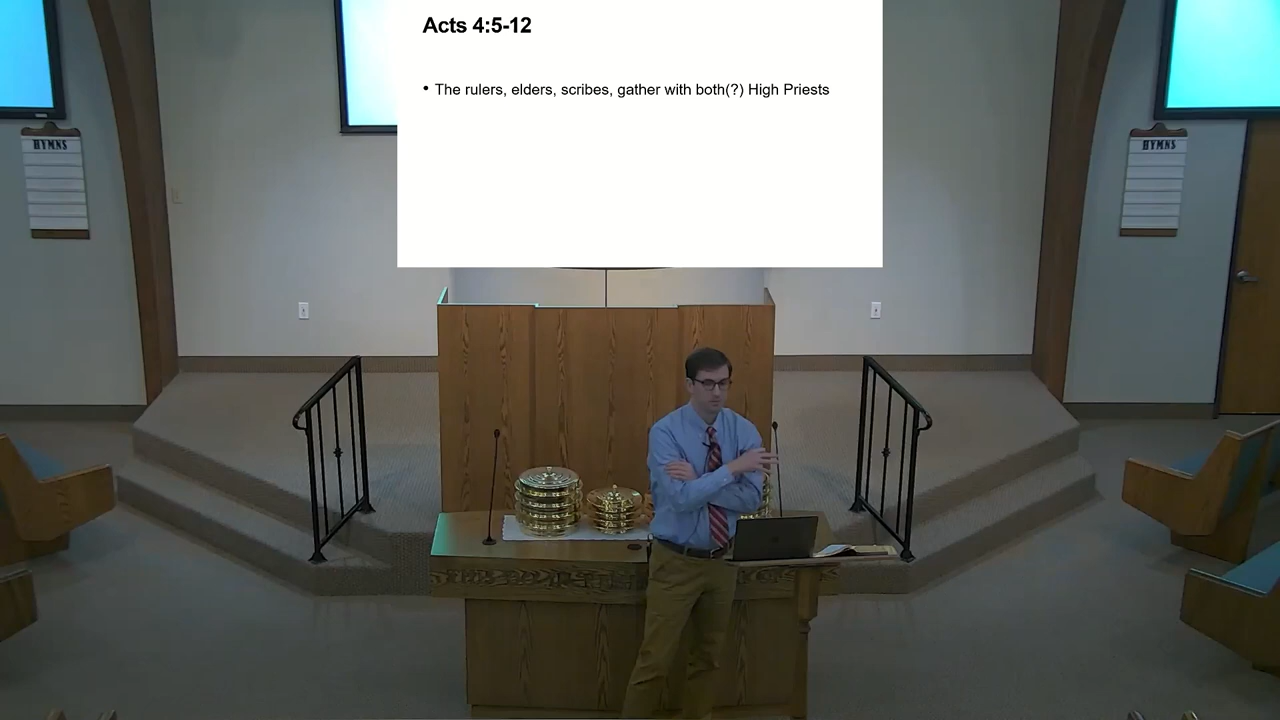 Acts 4:5-12
• The rulers, elders, scribes, gather with both(?) High Priests
HYMNS
HYMNS